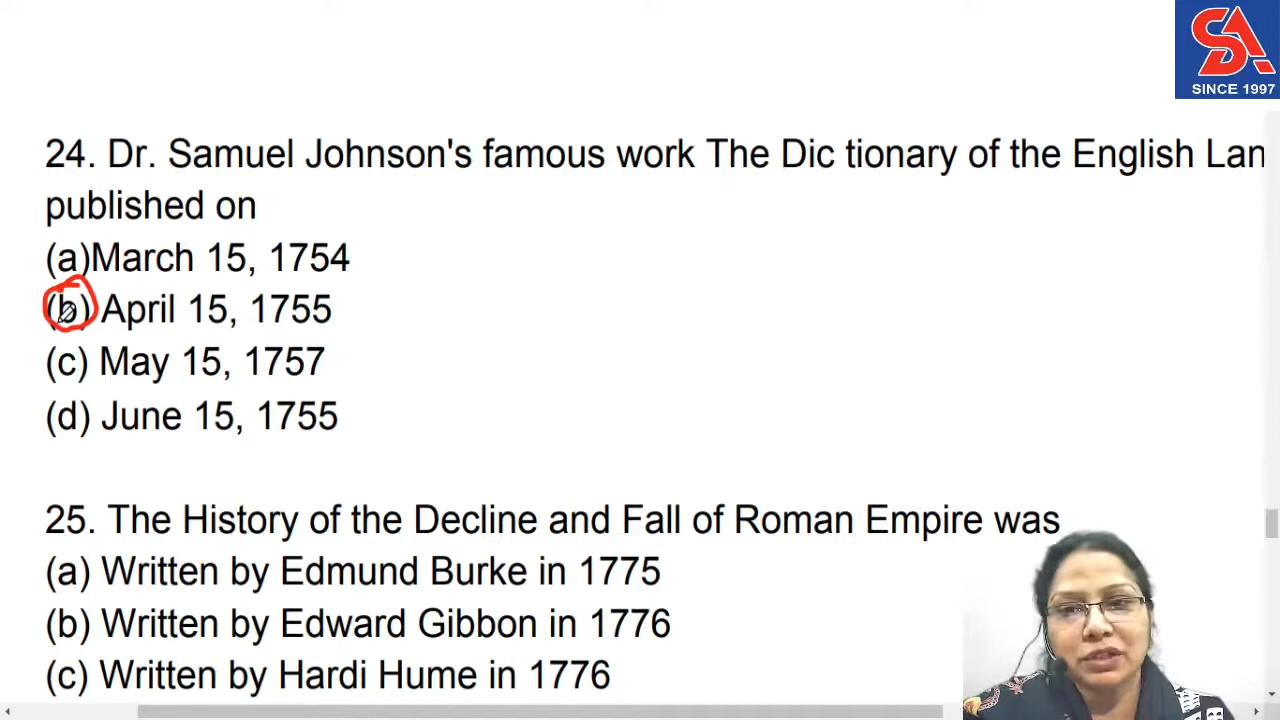 SA
SINCE 1997
24. Dr. Samuel Johnson's famous work The Dic tionary of the English Lan
published on
(a)March 15, 1754
(b) April 15, 1755
(c) May 15, 1757
(d) June 15, 1755
25. The History of the Decline and Fall of Roman Empire was
(a) Written by Edmund Burke in 1775
(b) Written by Edward Gibbon in 1776
(c) Written by Hardi Hume in 1776